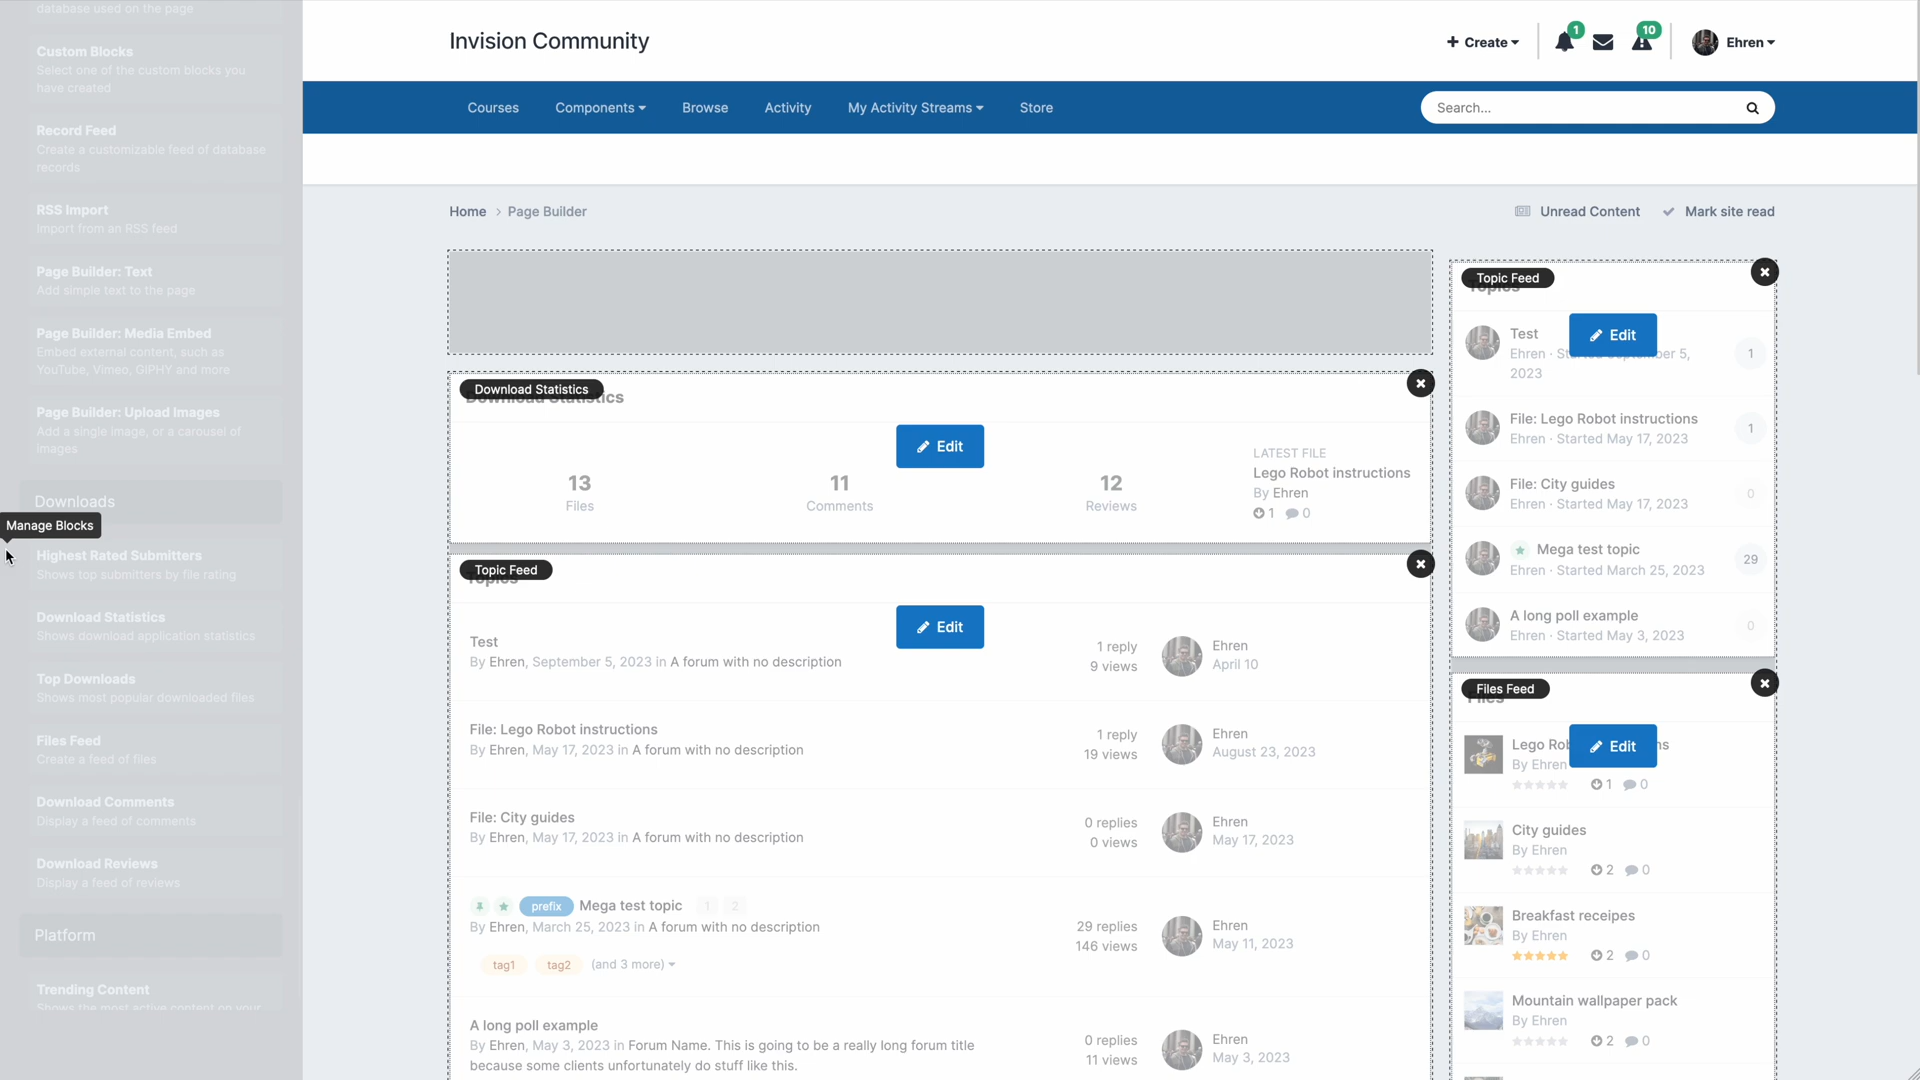 database used on the page
Custom Blocks
Select one of the custom blocks you
have created
Record Feed
Create a customizable feed of database
records
RSS Import
Import from an RSS feed
Page Builder: Text
Add simple text to the page
Page Builder: Media Embed
Embed external content, such as
YouTube, Vimeo, GIPHY and more
Page Builder: Upload Images
Add a single image, or a carousel of
images
Downloads
Manage Blocks
Highest Rated Submitters
Shows top submitters by file rating
Download Statistics
Shows download application statistics
Top Downloads
Shows most popular downloaded files
Files Feed
Create a feed of files
Download Comments
Display a feed of comments
Download Reviews
Display a feed of reviews
Platform
Trending Content
Shows the most active content on your
Invision Community
+ Create
1
10
Ehren
Courses
Components
Browse
Activity
My Activity Streams
Store
Search...
Home > Page Builder
Unread Content
Mark site read
Download Statistics
Download Statistics
Edit
13
Files
11
Comments
12
Reviews
LATEST FILE
Lego Robot instructions
By Ehren
1 0
Topic Feed
Topics
Edit
Test
By Ehren, September 5, 2023 in A forum with no description
1 reply
9 views
Ehren
April 10
File: Lego Robot instructions
By Ehren, May 17, 2023 in A forum with no description
1 reply
19 views
Ehren
August 23, 2023
File: City guides
By Ehren, May 17, 2023 in A forum with no description
0 replies
0 views
Ehren
May 17, 2023
prefix Mega test topic 1 2
By Ehren, March 25, 2023 in A forum with no description
tag1 tag2 (and 3 more)
29 replies
146 views
Ehren
May 11, 2023
A long poll example
By Ehren, May 3, 2023 in Forum Name. This is going to be a really long forum title
because some clients unfortunately do stuff like this.
0 replies
11 views
Ehren
May 3, 2023
Topic Feed
Topics
Edit
Test
Ehren · Started September 5,
2023
1
File: Lego Robot instructions
Ehren · Started May 17, 2023
1
File: City guides
Ehren · Started May 17, 2023
0
Mega test topic
Ehren · Started March 25, 2023
29
A long poll example
Ehren · Started May 3, 2023
0
Files Feed
Files
Edit
Lego
By Ehren
1 0
City guides
By Ehren
2 0
Breakfast receipes
By Ehren
2 0
Mountain wallpaper pack
By Ehren
2 0